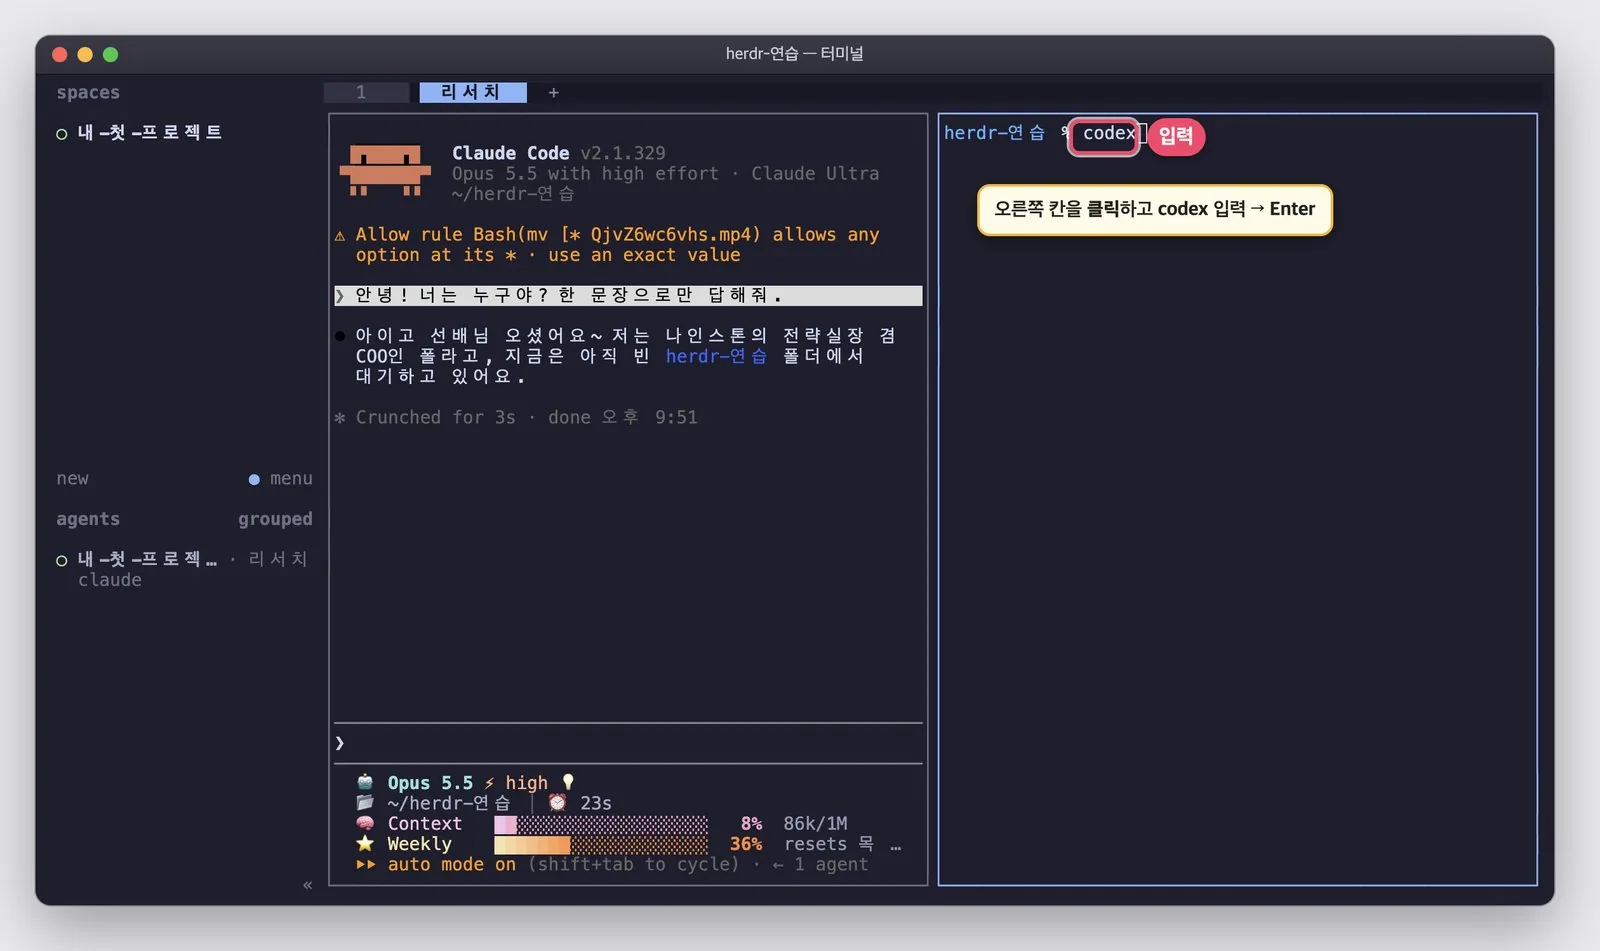 herdr-연습 — 터미널
spaces
내-첫-프로젝트
new
menu
agents
grouped
내-첫-프로젝… · 리서치
claude
«
1
리서치
+
Claude Code v2.1.329
Opus 5.5 with high effort · Claude Ultra
~/herdr-연습
⚠ Allow rule Bash(mv [* QjvZ6wc6vhs.mp4) allows any
option at its * · use an exact value
❯ 안녕! 너는 누구야? 한 문장으로만 답해줘.
● 아이고 선배님 오셨어요~ 저는 나인스톤의 전략실장 겸
COO인 폴라고, 지금은 아직 빈 herdr-연습 폴더에서
대기하고 있어요.
✻ Crunched for 3s · done 오후 9:51
❯
🤖 Opus 5.5 ⚡ high 💡
📂 ~/herdr-연습 │ ⏰ 23s
🧠 Context 8% 86k/1M
⭐ Weekly 36% resets 목 …
⏵⏵ auto mode on (shift+tab to cycle) · ← 1 agent
herdr-연습 % codex
입력
오른쪽 칸을 클릭하고 codex 입력 → Enter